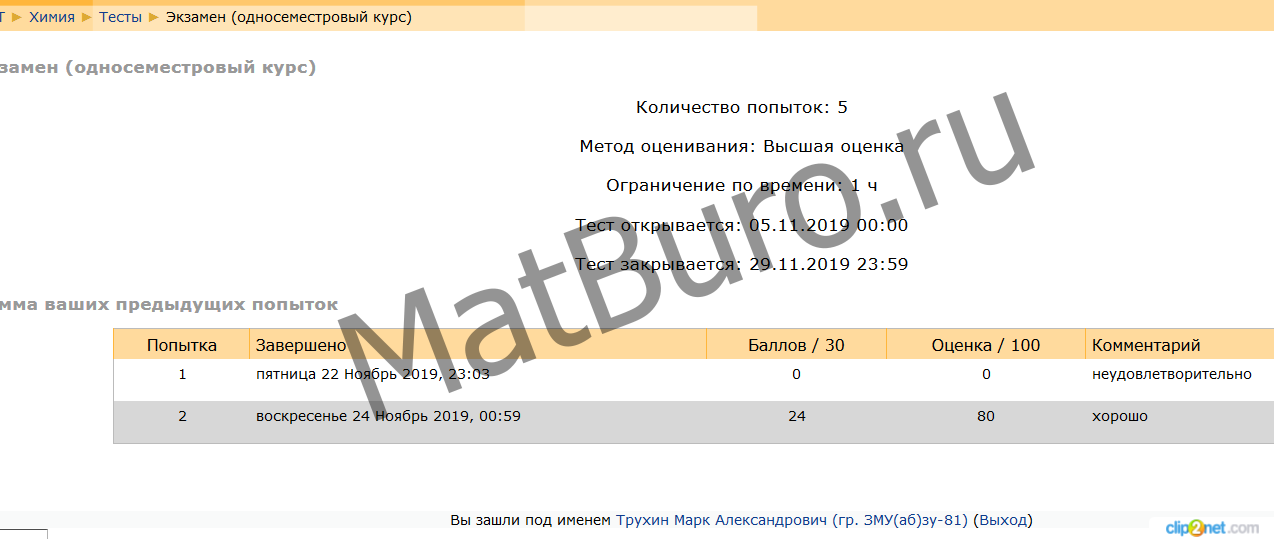 Т ► Химия ► Тесты ► Экзамен (односеместровый курс)
замен (односеместровый курс)
Количество попыток: 5
Метод оценивания: Высшая оценка
Ограничение по времени: 1 ч
Тест открывается: 05.11.2019 00:00
Тест закрывается: 29.11.2019 23:59
MatBuro.ru
мма ваших предыдущих попыток
Попытка Завершено Баллов / 30 Оценка / 100 Комментарий
1 пятница 22 Ноябрь 2019, 23:03 0 0 неудовлетворительно
2 воскресенье 24 Ноябрь 2019, 00:59 24 80 хорошо
Вы зашли под именем Трухин Марк Александрович (гр. ЗМУ(аб)зу-81) (Выход)
clip2net.com